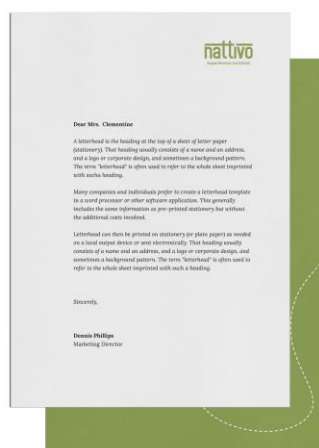 nattivo
Dear Mrs. Clementine
A letterhead is the heading at the top of a sheet of letter paper
(stationery). That heading usually consists of a name and an address,
and a logo or corporate design, and sometimes a background pattern.
The term "letterhead" is often used to refer to the whole sheet imprinted
with sucha heading.
Many companies and individuals prefer to create a letterhead template
in a word processor or other software application. This generally
includes the same information as pre-printed stationery but without
the additional costs involved.
Letterhead can then be printed on stationery (or plain paper) as needed
on a local output device or sent electronically. That heading usually
consists of a name and an address, and a logo or corporate design, and
sometimes a background pattern. The term "letterhead" is often used to
refer to the whole sheet imprinted with such a heading.
Sincerely,
Dennis Phillips
Marketing Director